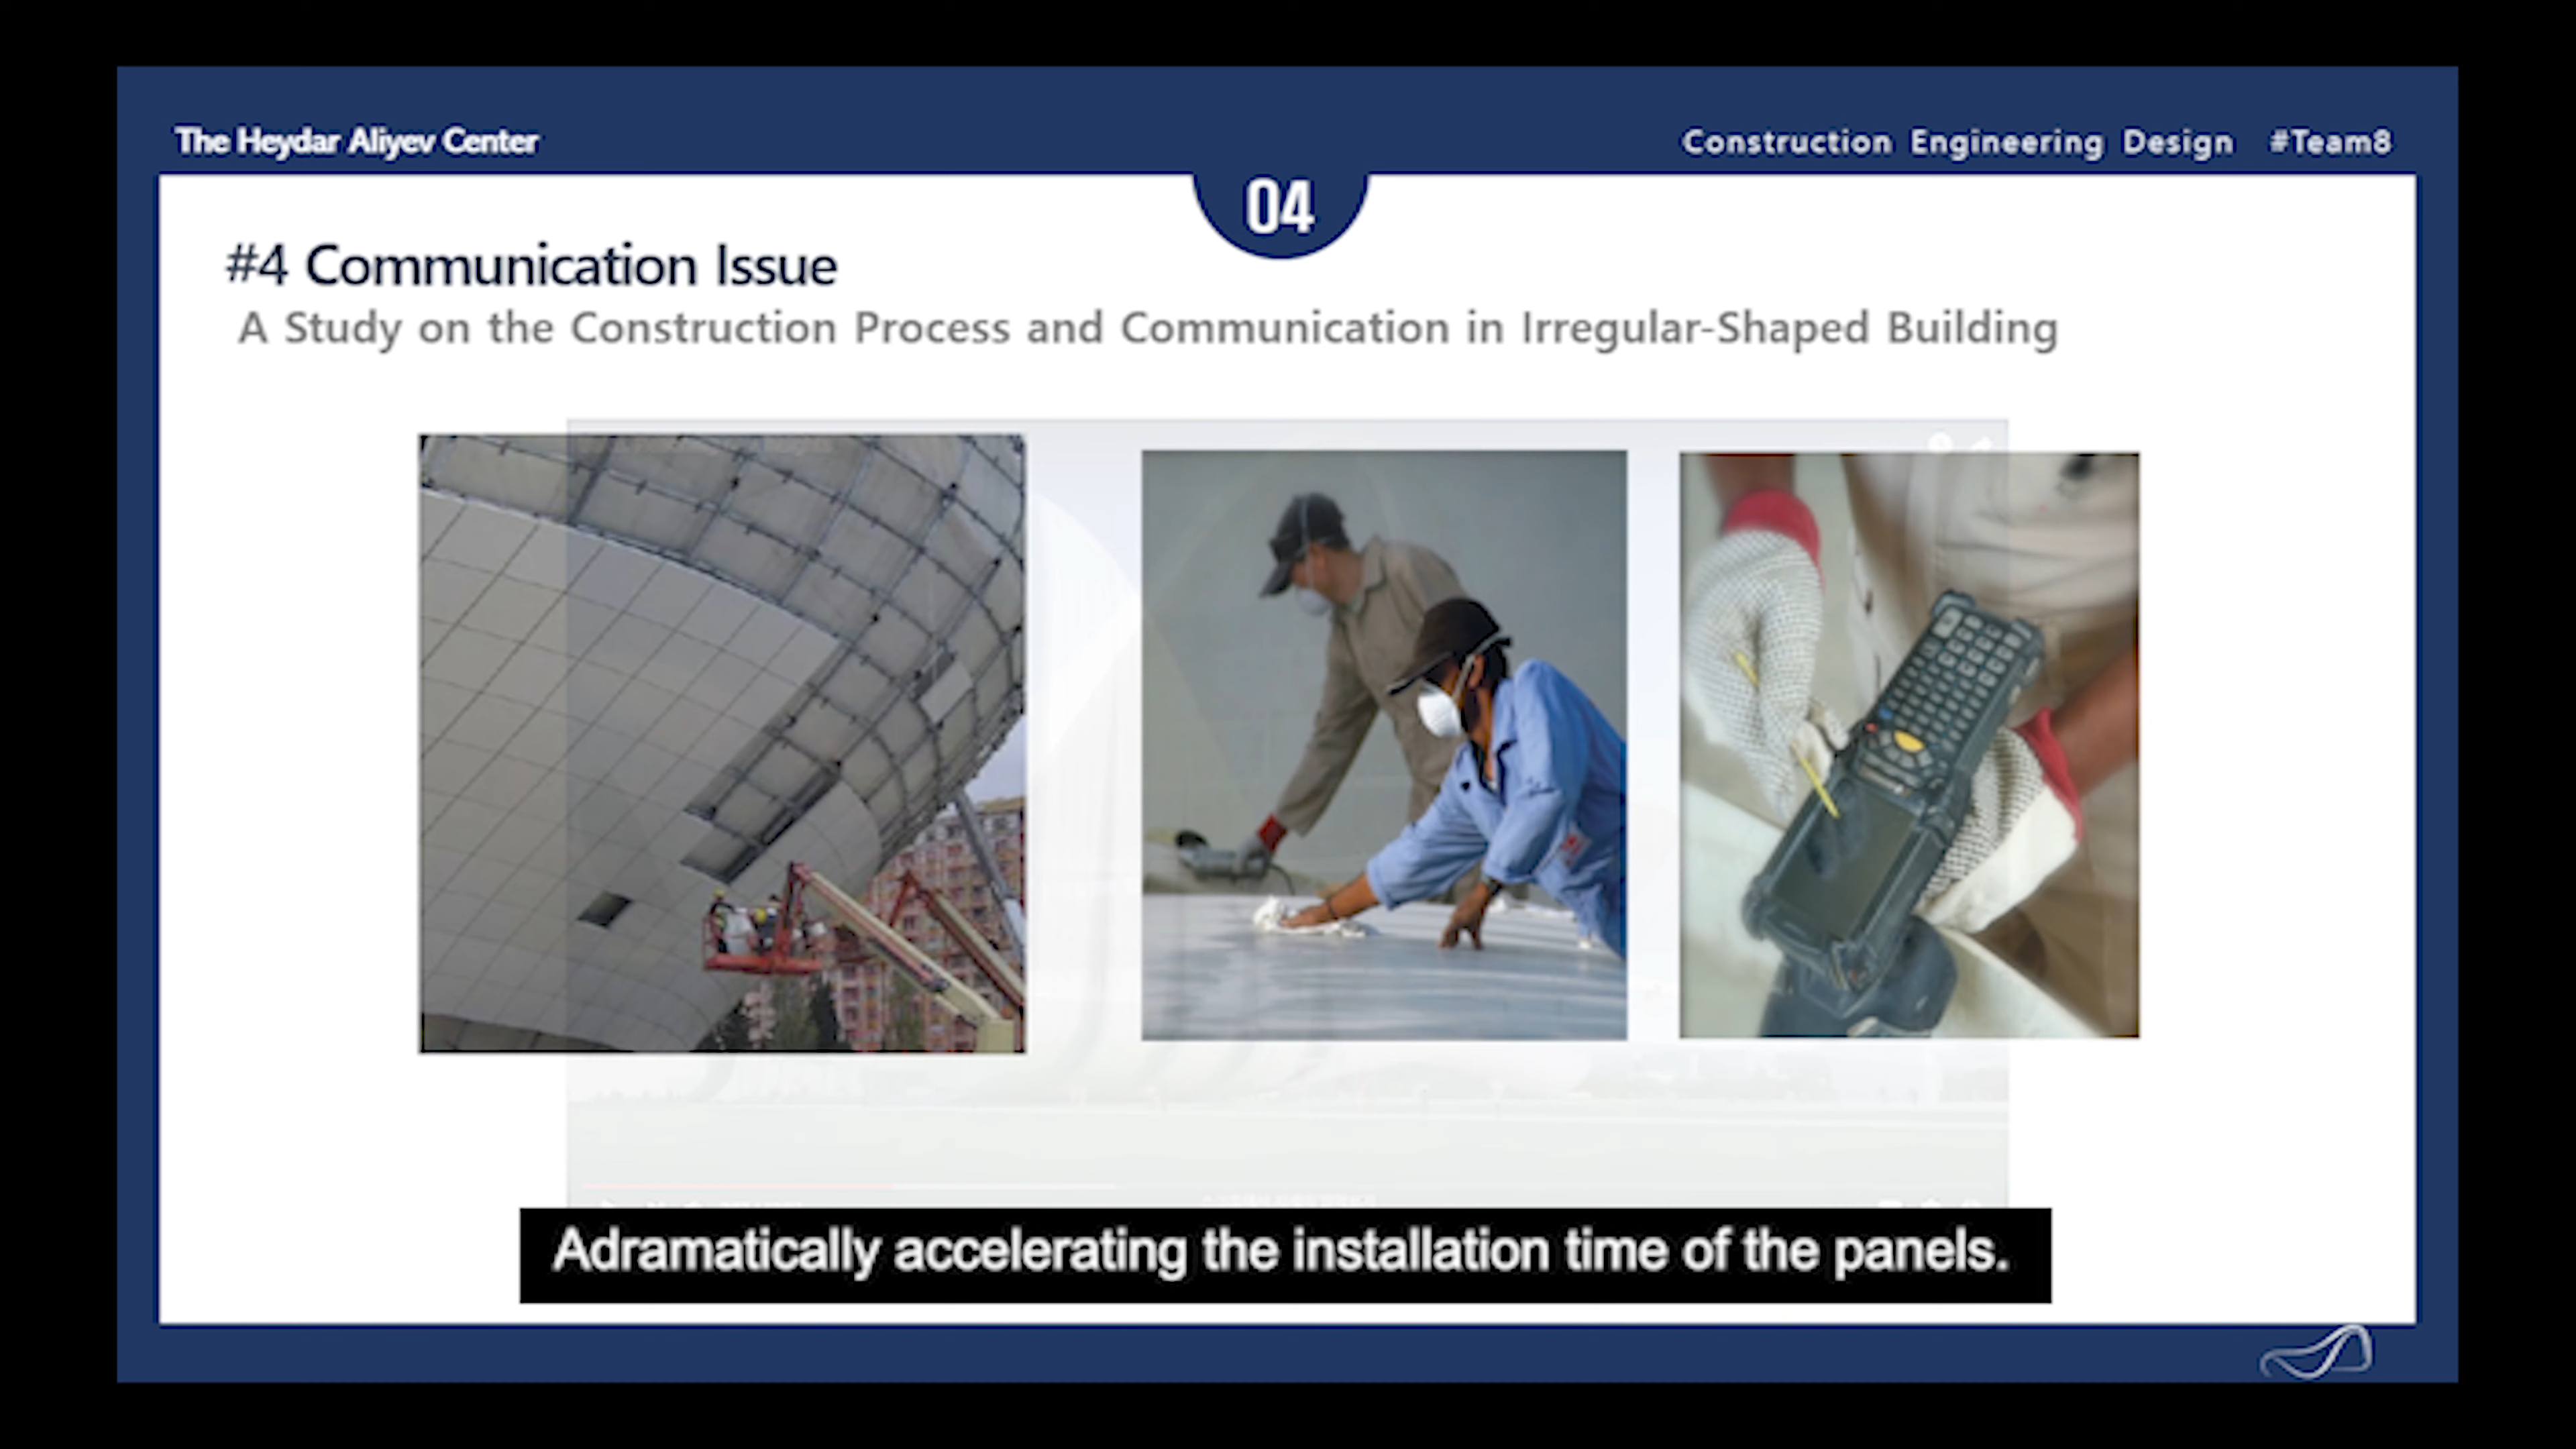 The Heydar Aliyev Center
Construction Engineering Design #Team8
04
#4 Communication Issue
A Study on the Construction Process and Communication in Irregular-Shaped Building
Adramatically accelerating the installation time of the panels.